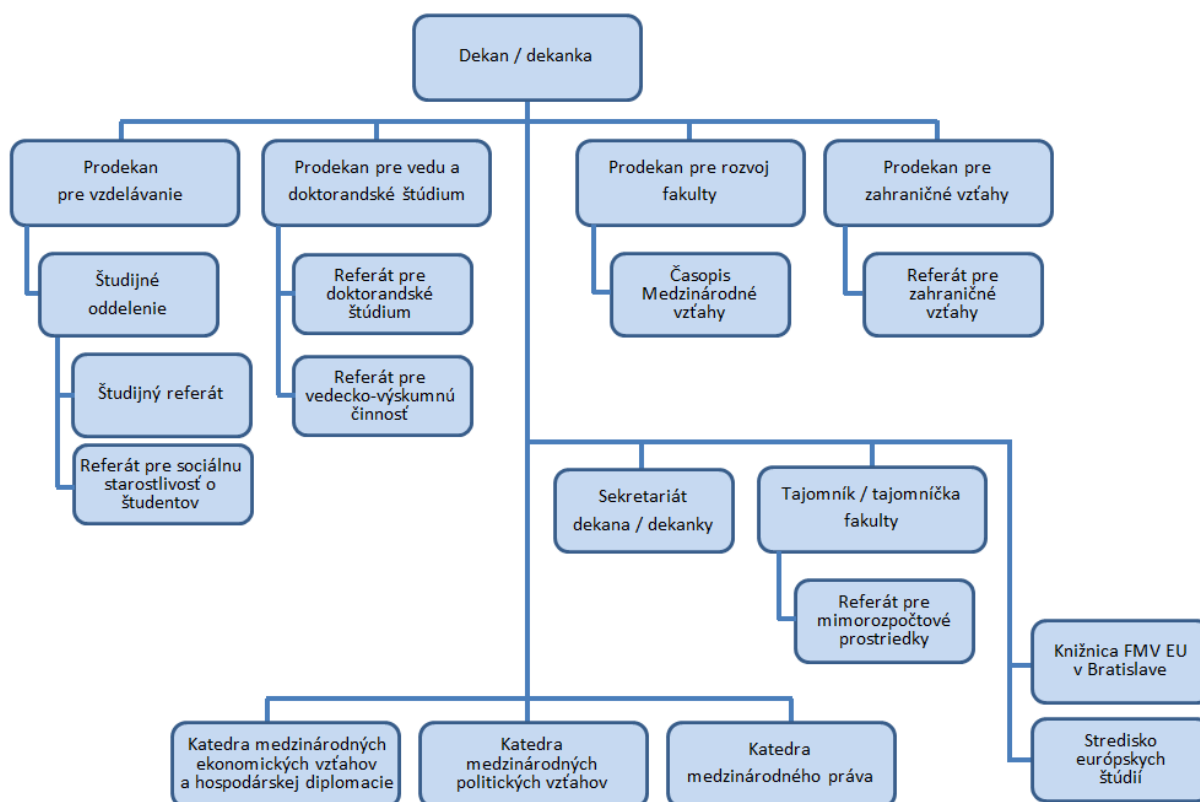 Dekan / dekanka
Prodekan
pre vzdelávanie
Prodekan pre vedu a
doktorandské štúdium
Prodekan pre rozvoj
fakulty
Prodekan pre
zahraničné vzťahy
Študijné
oddelenie
Referát pre
doktorandské
štúdium
Časopis
Medzinárodné
vzťahy
Referát pre
zahraničné
vzťahy
Študijný referát
Referát pre
vedecko-výskumnú
činnosť
Referát pre sociálnu
starostlivosť o
študentov
Sekretariát
dekana / dekanky
Tajomník / tajomníčka
fakulty
Referát pre
mimorozpočtové
prostriedky
Knižnica FMV EU
v Bratislave
Katedra medzinárodných
ekonomických vzťahov
a hospodárskej diplomacie
Katedra
medzinárodných
politických vzťahov
Katedra
medzinárodného práva
Stredisko
európskych
štúdií